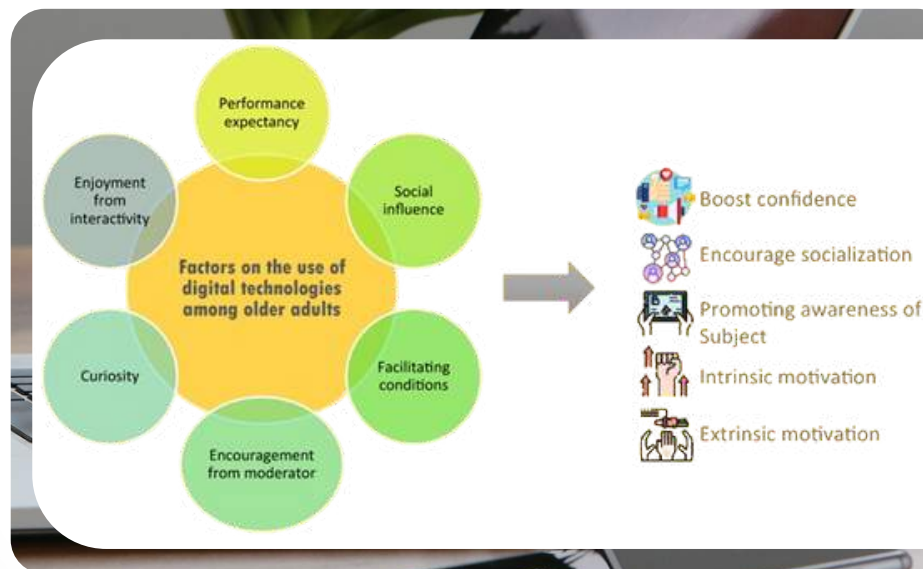 Performance
expectancy
Enjoyment
from
interactivity
Social
influence
Factors on the use of
digital technologies
among older adults
Curiosity
Facilitating
conditions
Encouragement
from moderator
Boost confidence
Encourage socialization
Promoting awareness of
Subject
Intrinsic motivation
Extrinsic motivation